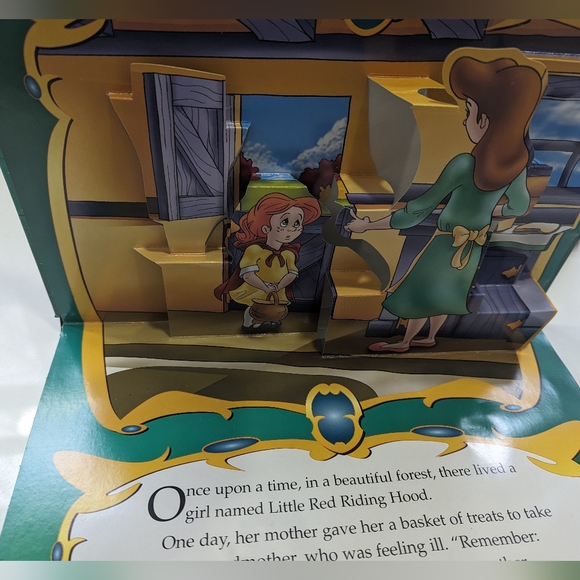 Once upon a time, in a beautiful forest, there lived a
girl named Little Red Riding Hood.
One day, her mother gave her a basket of treats to take
who was feeling ill. “Remember: